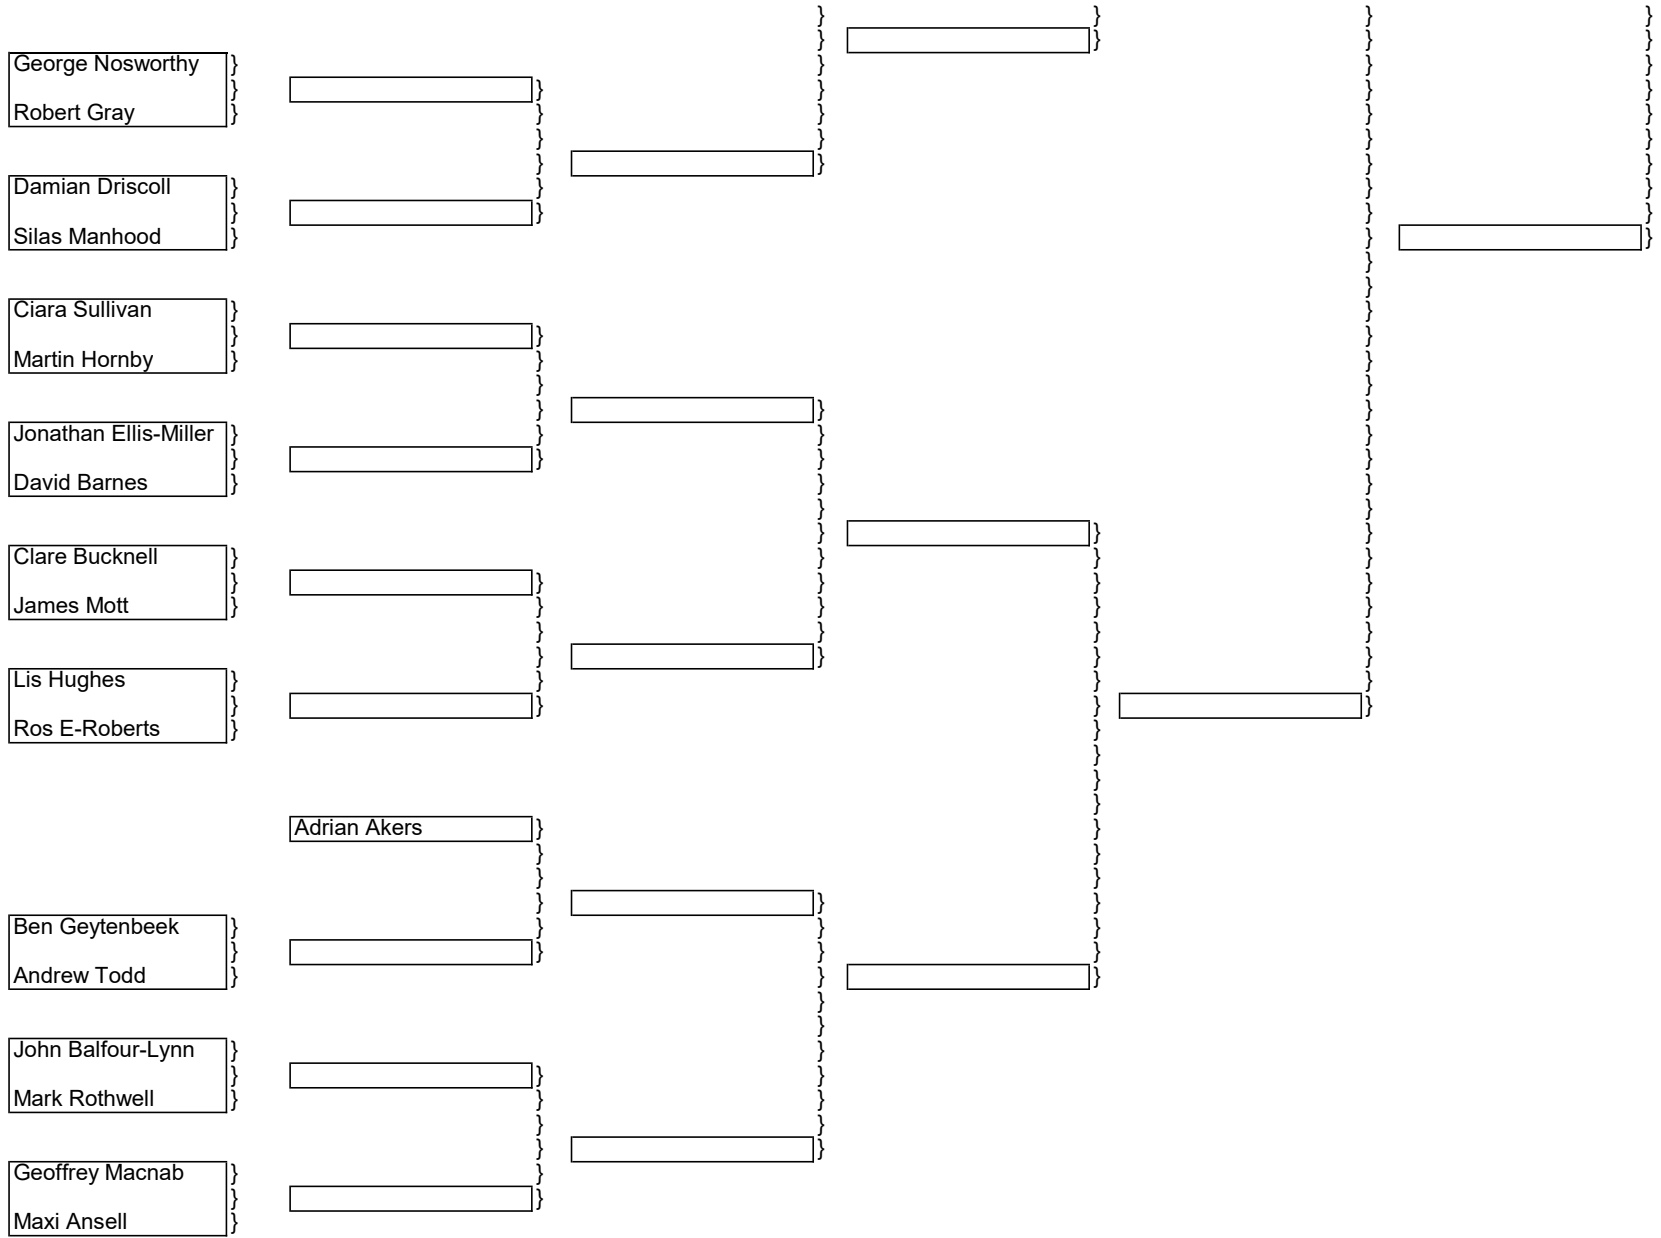 George Nosworthy
Robert Gray
Damian Driscoll
Silas Manhood
Ciara Sullivan
Martin Hornby
Jonathan Ellis-Miller
David Barnes
Clare Bucknell
James Mott
Lis Hughes
Ros E-Roberts
Adrian Akers
Ben Geytenbeek
Andrew Todd
John Balfour-Lynn
Mark Rothwell
Geoffrey Macnab
Maxi Ansell